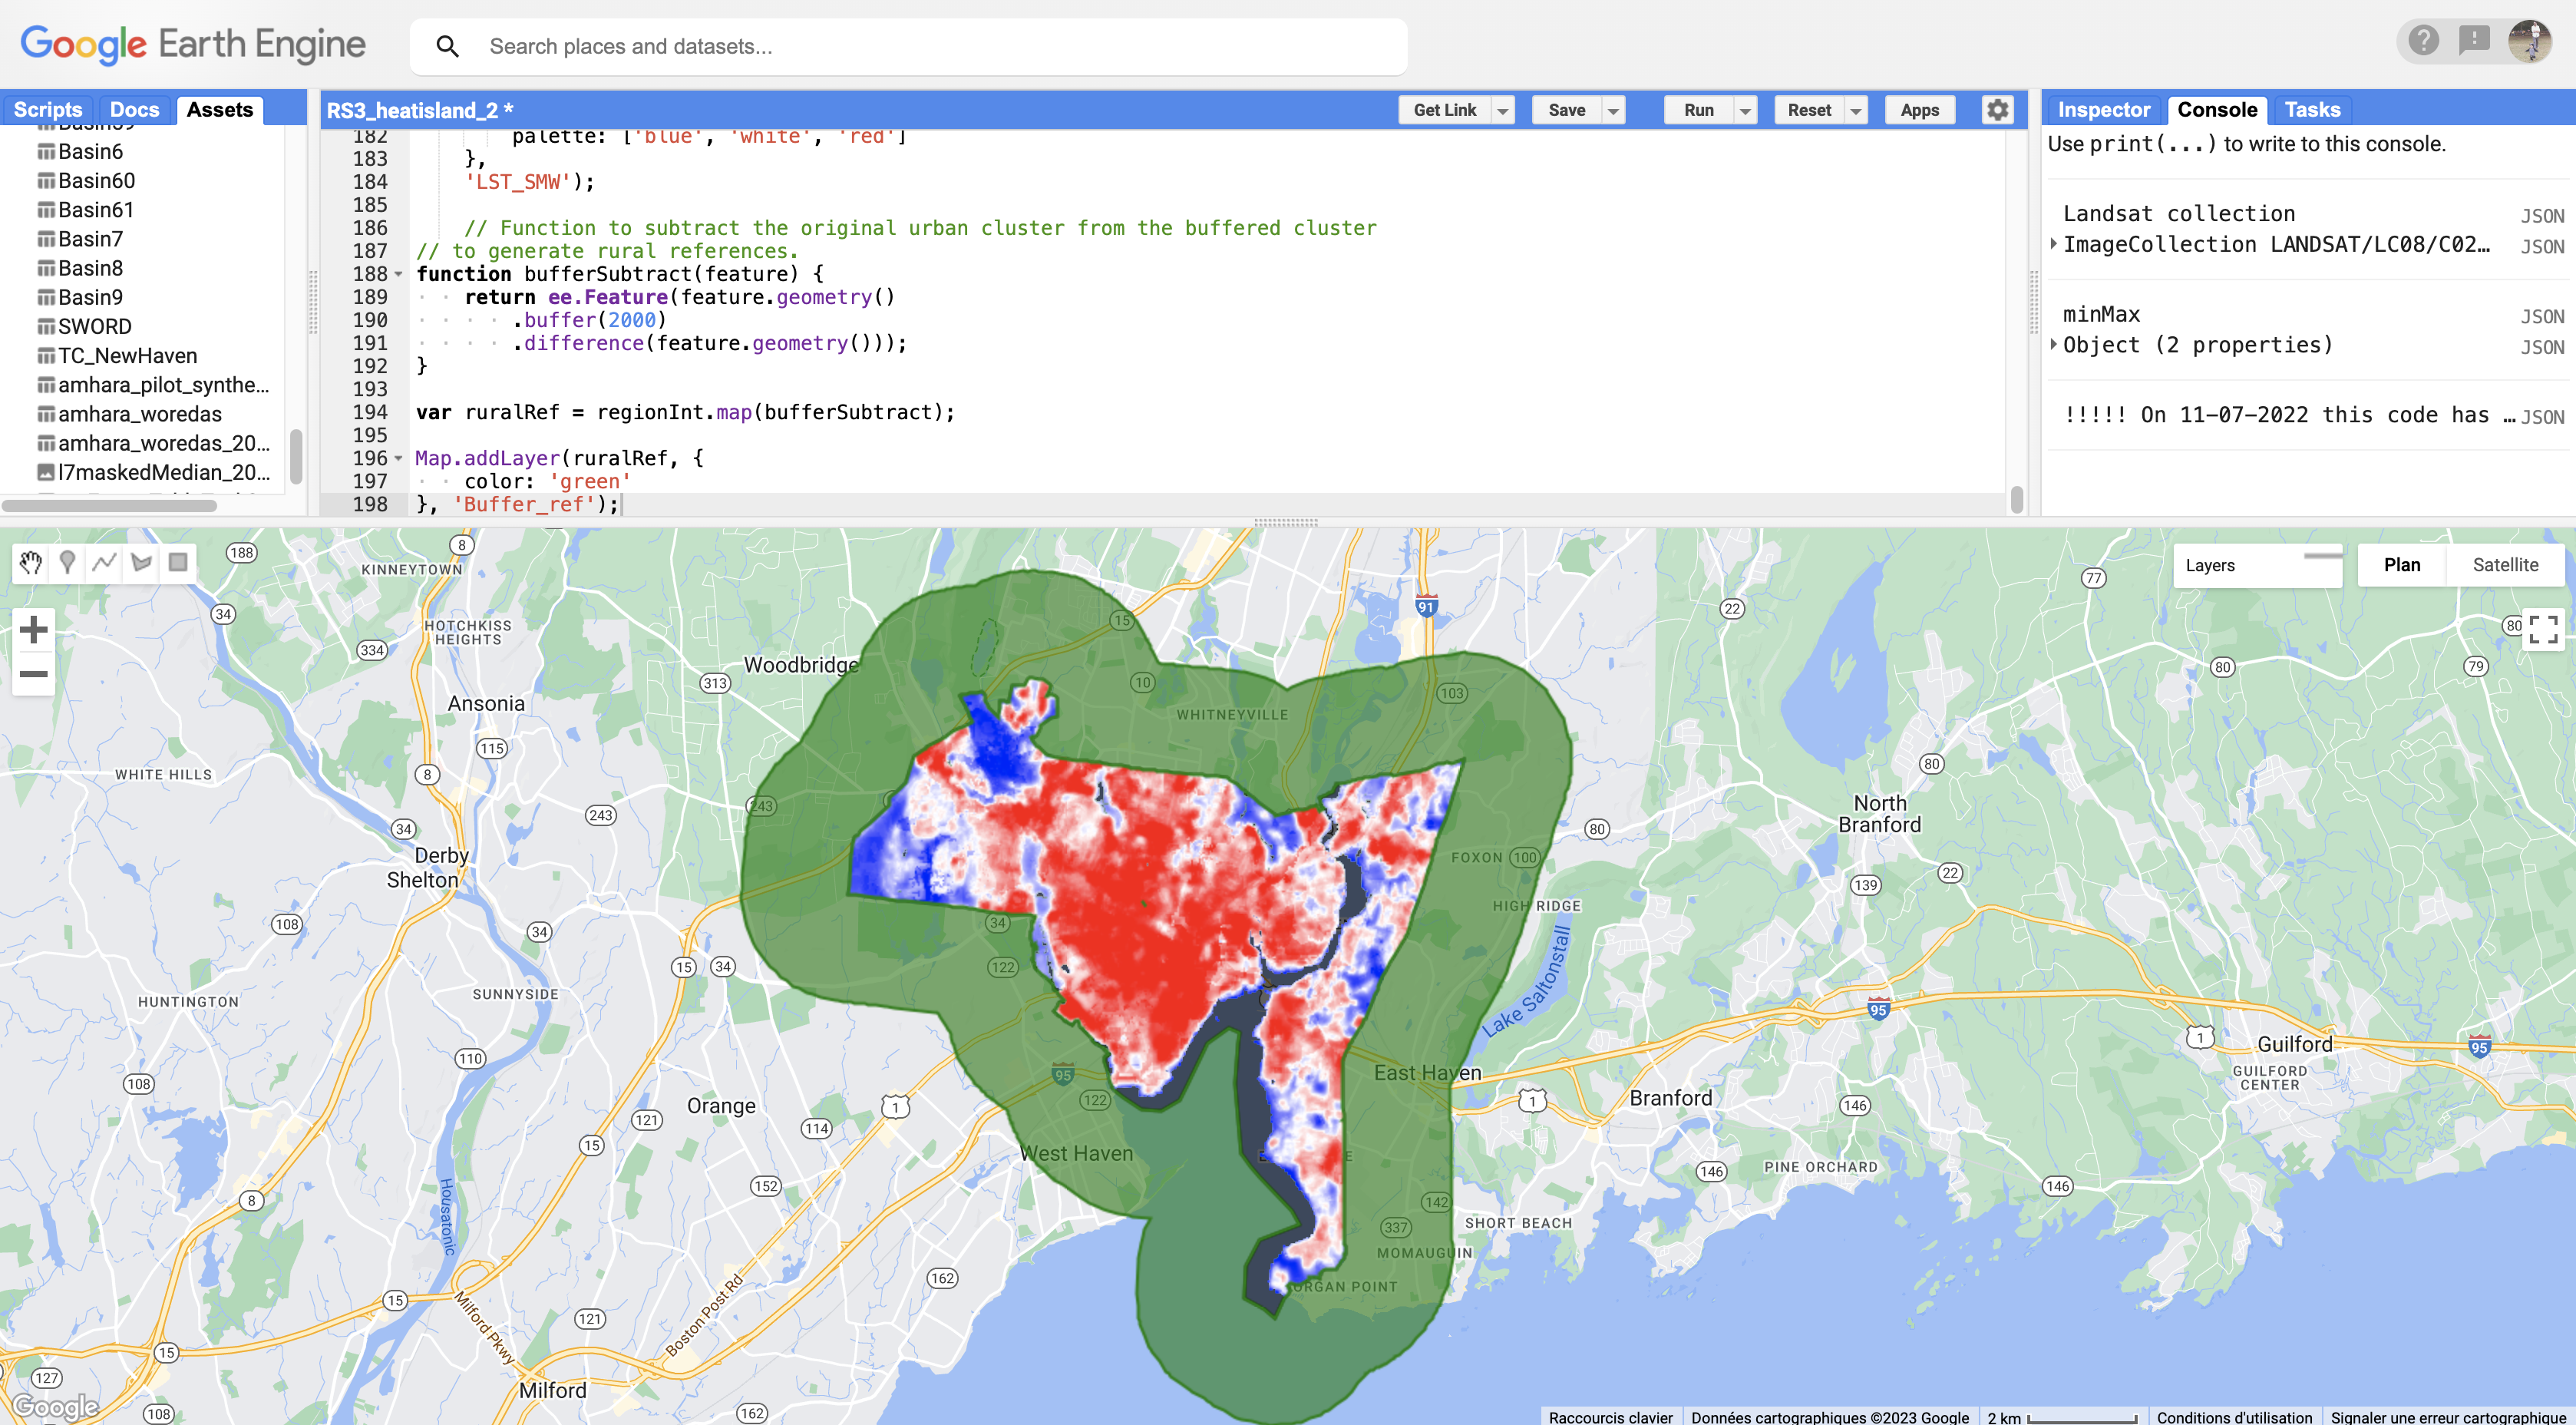 Google Earth Engine
Search places and datasets...
Scripts Docs Assets
Basin6
Basin60
Basin61
Basin7
Basin8
Basin9
SWORD
TC_NewHaven
amhara_pilot_synthe...
amhara_woredas
amhara_woredas_20...
l7maskedMedian_20...
RS3_heatisland_2 *
Get Link Save Run Reset Apps
182 palette: ['blue', 'white', 'red']
183 },
184 'LST_SMW');
185
186 // Function to subtract the original urban cluster from the buffered cluster
187 // to generate rural references.
188 function bufferSubtract(feature) {
189 return ee.Feature(feature.geometry()
190 .buffer(2000)
191 .difference(feature.geometry()));
192 }
193
194 var ruralRef = regionInt.map(bufferSubtract);
195
196 Map.addLayer(ruralRef, {
197 color: 'green'
198 }, 'Buffer_ref');
Inspector Console Tasks
Use print(...) to write to this console.
Landsat collection JSON
ImageCollection LANDSAT/LC08/C02… JSON
minMax JSON
Object (2 properties) JSON
!!!!! On 11-07-2022 this code has … JSON
Layers
Plan Satellite
188
8
KINNEYTOWN
34
HOTCHKISS
HEIGHTS
334
Woodbridge
313
Ansonia
115
WHITE HILLS
8
243
243
34
Derby
Shelton
108
34
15
34
HUNTINGTON
SUNNYSIDE
110
108
Orange
121
114
1
15
152
8
Housatonic
162
15
121
Milford Pkwy
Boston Post Rd
15
127
Milford
108
162
15
10
WHITNEYVILLE
91
103
34
122
FOXON 100
HIGH RIDGE
80
Lake Saltonstall
95
122
West Haven
East Haven
142
337
MOMAUGUIN
SHORT BEACH
22
77
80
79
80
80
North
Branford
22
139
95
1
Guilford
GUILFORD
CENTER
95
1
Branford
146
146
PINE ORCHARD
146
Google
Raccourcis clavier
Données cartographiques ©2023 Google
2 km
Conditions d'utilisation
Signaler une erreur cartographique